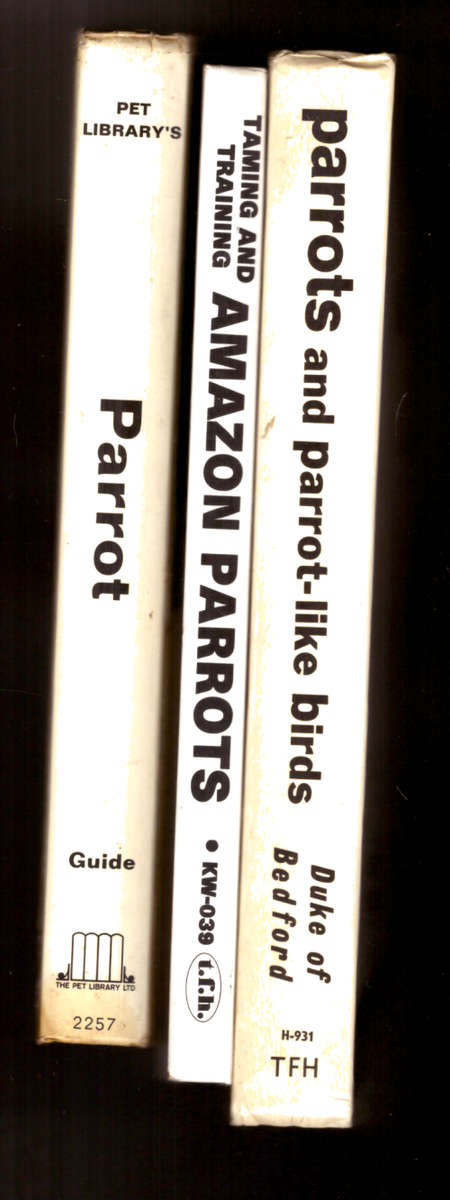 PET
LIBRARY'S
Parrot
Guide
THE PET LIBRARY LTD
2257
TAMING AND
TRAINING
AMAZON PARROTS
• KW-039
t.f.h.
parrots and parrot-like birds
Duke of
Bedford
H-931
TFH